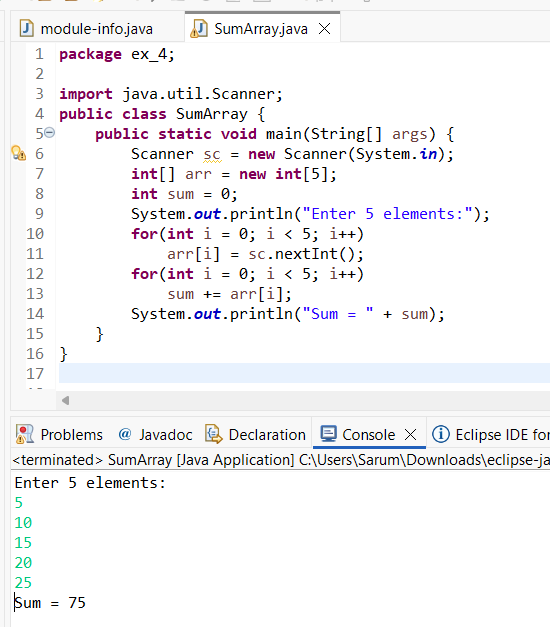 module-info.java SumArray.java
1 package ex_4;
2
3 import java.util.Scanner;
4 public class SumArray {
5     public static void main(String[] args) {
6         Scanner sc = new Scanner(System.in);
7         int[] arr = new int[5];
8         int sum = 0;
9         System.out.println("Enter 5 elements:");
10         for(int i = 0; i < 5; i++)
11             arr[i] = sc.nextInt();
12         for(int i = 0; i < 5; i++)
13             sum += arr[i];
14         System.out.println("Sum = " + sum);
15     }
16 }
17
Problems @ Javadoc Declaration Console Eclipse IDE for
<terminated> SumArray [Java Application] C:\Users\Sarum\Downloads\eclipse-ja
Enter 5 elements:
5
10
15
20
25
Sum = 75